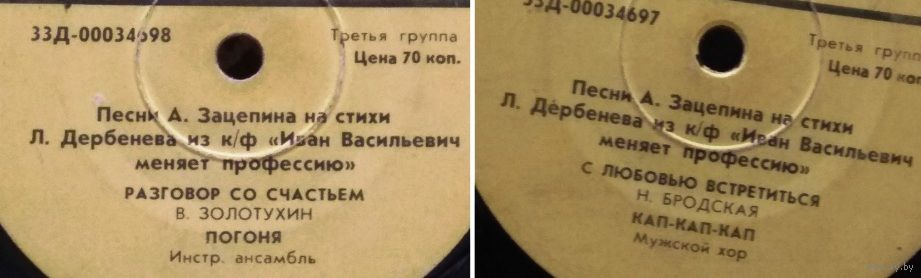 33Д-00034698
Третья группа
Цена 70 коп.
Песни А. Зацепина на стихи
Л. Дербенева из к/ф «Иван Васильевич
меняет профессию»
РАЗГОВОР СО СЧАСТЬЕМ
В. ЗОЛОТУХИН
ПОГОНЯ
Инстр. ансамбль
33Д-00034697
Третья групп
Цена 70 коп
Песни А. Зацепина на стихи
Л. Дербенева из к/ф «Иван Васильевич
меняет профессию»
С ЛЮБОВЬЮ ВСТРЕТИТЬСЯ
Н. БРОДСКАЯ
КАП-КАП-КАП
Мужской хор